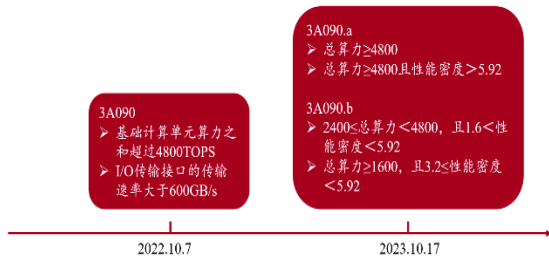 3A090
➢ 基础计算单元算力之
和超过4800TOPS
➢ I/O传输接口的传输
速率大于600GB/s
3A090.a
➢ 总算力≥4800
➢ 总算力≥4800且性能密度＞5.92
3A090.b
➢ 2400≤总算力＜4800，且1.6＜性
能密度＜5.92
➢ 总算力≥1600，且3.2≤性能密度
＜5.92
2022.10.7
2023.10.17